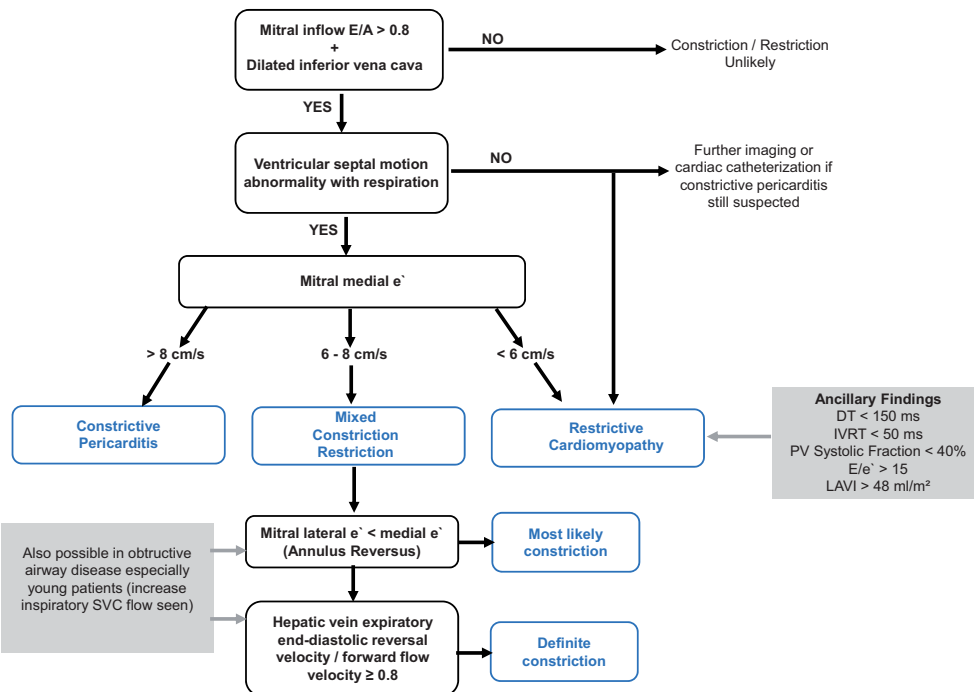 Mitral inflow E/A > 0.8
+
Dilated inferior vena cava
NO
Constriction / Restriction
Unlikely
YES
Ventricular septal motion
abnormality with respiration
NO
Further imaging or
cardiac catheterization if
constrictive pericarditis
still suspected
YES
Mitral medial e`
> 8 cm/s
6 - 8 cm/s
< 6 cm/s
Constrictive
Pericarditis
Mixed
Constriction
Restriction
Restrictive
Cardiomyopathy
Ancillary Findings
DT < 150 ms
IVRT < 50 ms
PV Systolic Fraction < 40%
E/e` > 15
LAVI > 48 ml/m²
Also possible in obtructive
airway disease especially
young patients (increase
inspiratory SVC flow seen)
Mitral lateral e` < medial e`
(Annulus Reversus)
Most likely
constriction
Hepatic vein expiratory
end-diastolic reversal
velocity / forward flow
velocity ≥ 0.8
Definite
constriction